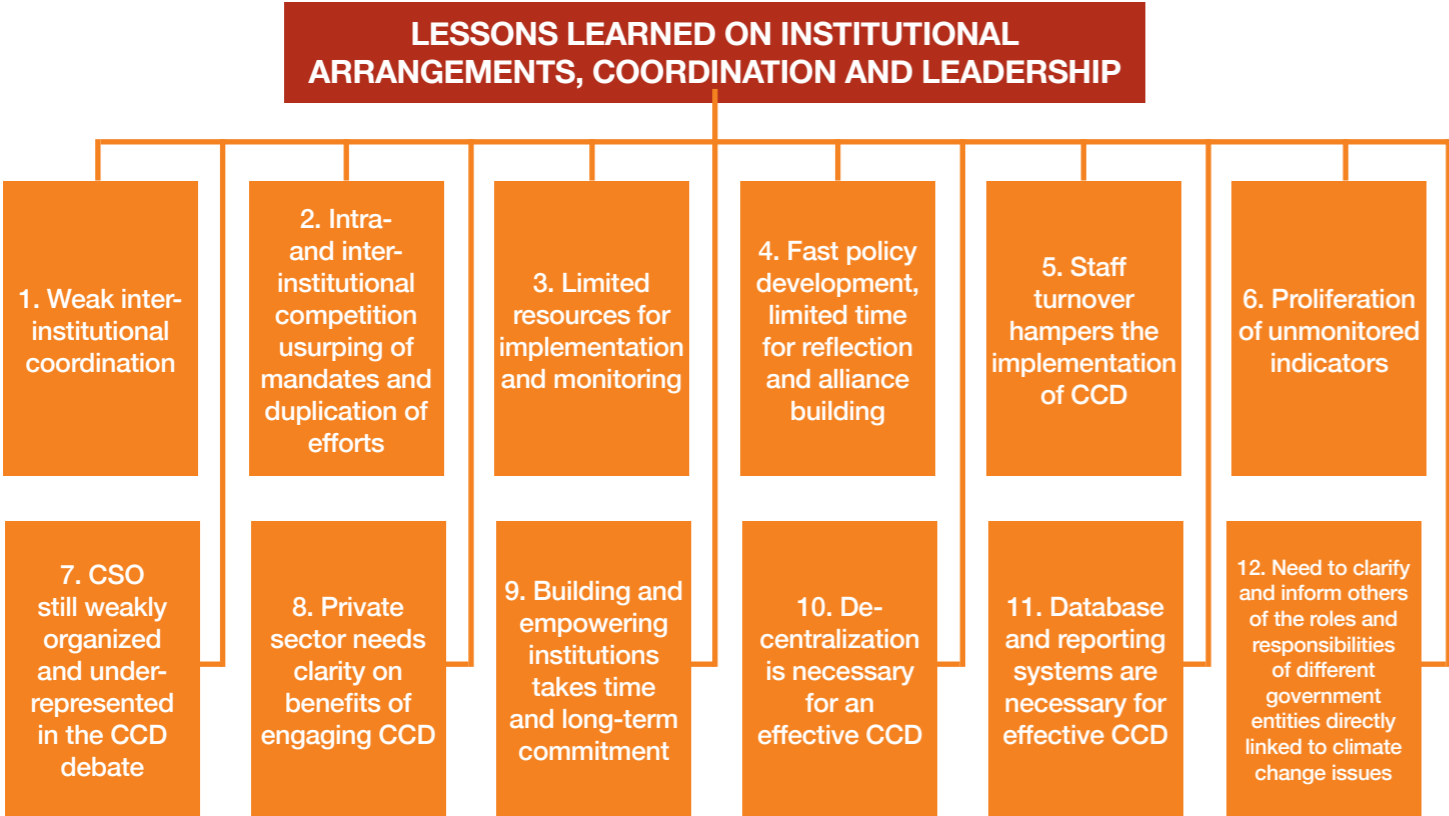 LESSONS LEARNED ON INSTITUTIONAL
ARRANGEMENTS, COORDINATION AND LEADERSHIP
1. Weak inter-
institutional
coordination
2. Intra-
and inter-
institutional
competition
usurping of
mandates and
duplication of
efforts
3. Limited
resources for
implementation
and monitoring
4. Fast policy
development,
limited time
for reflection
and alliance
building
5. Staff
turnover
hampers the
implementation
of CCD
6. Proliferation
of unmonitored
indicators
7. CSO
still weakly
organized
and under-
represented
in the CCD
debate
8. Private
sector needs
clarity on
benefits of
engaging CCD
9. Building and
empowering
institutions
takes time
and long-term
commitment
10. De-
centralization
is necessary
for an
effective CCD
11. Database
and reporting
systems are
necessary for
effective CCD
12. Need to clarify
and inform others
of the roles and
responsibilities
of different
government
entities directly
linked to climate
change issues